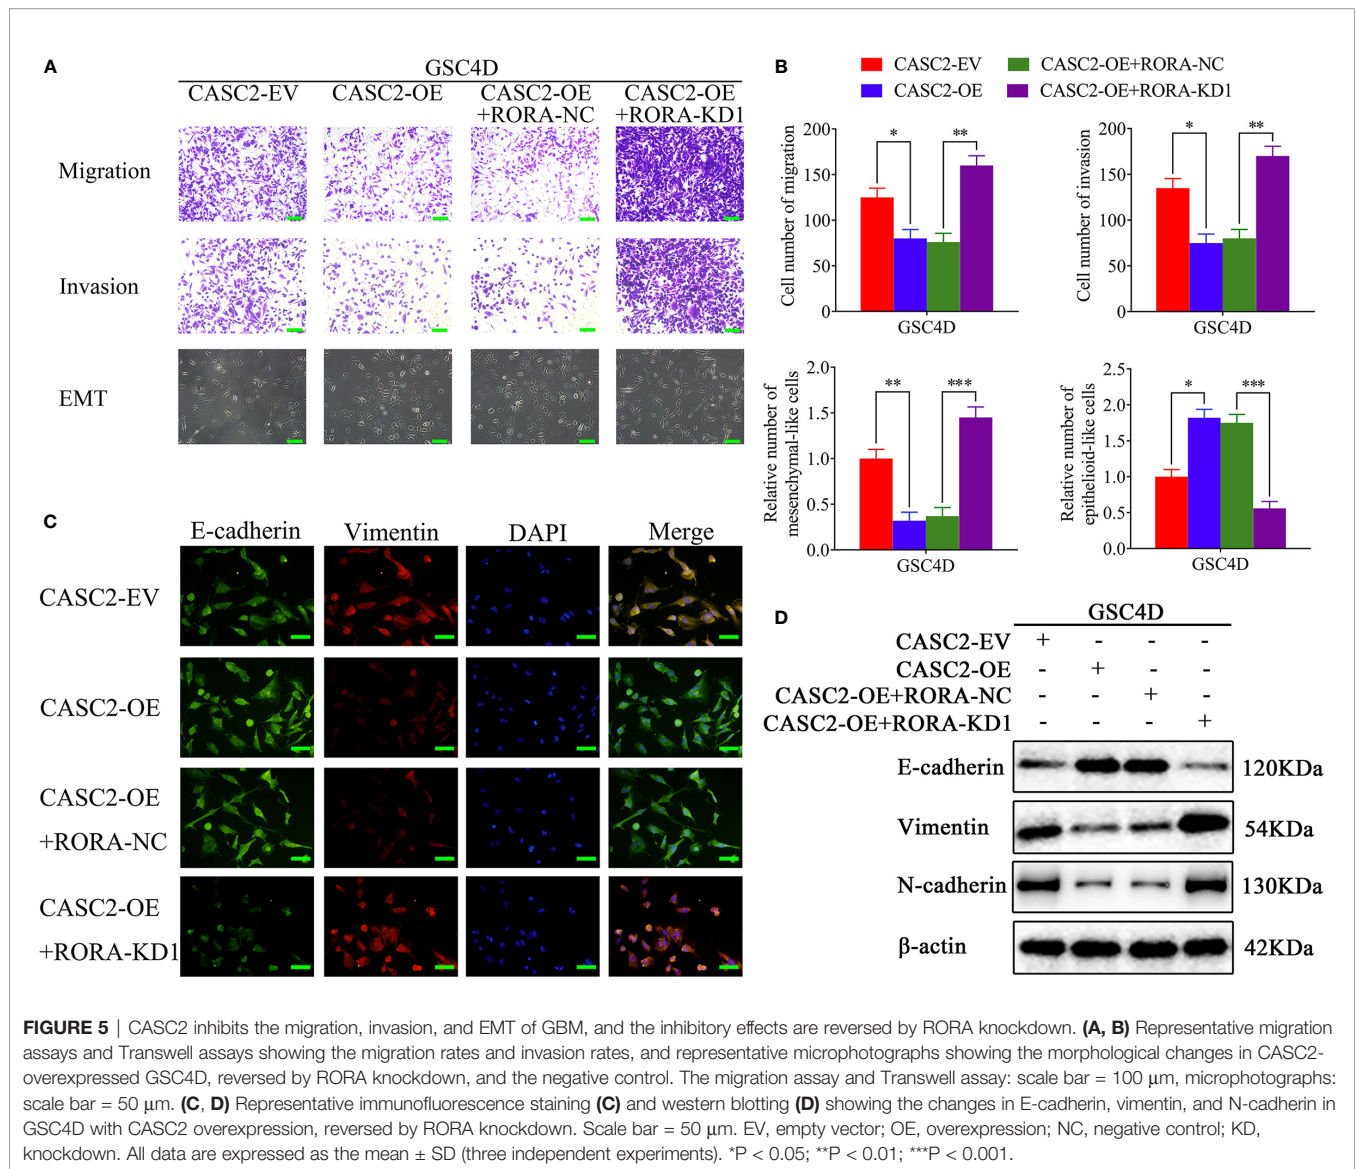 A
GSC4D
CASC2-EV CASC2-OE CASC2-OE CASC2-OE
+RORA-NC +RORA-KD1
Migration
Invasion
EMT
B
CASC2-EV CASC2-OE+RORA-NC
CASC2-OE CASC2-OE+RORA-KD1
Cell number of migration
200
150
100
50
0
* **
GSC4D
Cell number of invasion
200
150
100
50
0
* **
GSC4D
Relative number of
mesenchymal-like cells
2.0
1.5
1.0
0.5
0.0
** ***
GSC4D
Relative number of
epithelioid-like cells
2.5
2.0
1.5
1.0
0.5
0.0
* ***
GSC4D
C
E-cadherin Vimentin DAPI Merge
CASC2-EV
CASC2-OE
CASC2-OE
+RORA-NC
CASC2-OE
+RORA-KD1
D
GSC4D
CASC2-EV + - - -
CASC2-OE - + - -
CASC2-OE+RORA-NC - - + -
CASC2-OE+RORA-KD1 - - - +
E-cadherin 120KDa
Vimentin 54KDa
N-cadherin 130KDa
β-actin 42KDa
FIGURE 5 | CASC2 inhibits the migration, invasion, and EMT of GBM, and the inhibitory effects are reversed by RORA knockdown. (A, B) Representative migration
assays and Transwell assays showing the migration rates and invasion rates, and representative microphotographs showing the morphological changes in CASC2-
overexpressed GSC4D, reversed by RORA knockdown, and the negative control. The migration assay and Transwell assay: scale bar = 100 μm, microphotographs:
scale bar = 50 μm. (C, D) Representative immunofluorescence staining (C) and western blotting (D) showing the changes in E-cadherin, vimentin, and N-cadherin in
GSC4D with CASC2 overexpression, reversed by RORA knockdown. Scale bar = 50 μm. EV, empty vector; OE, overexpression; NC, negative control; KD,
knockdown. All data are expressed as the mean ± SD (three independent experiments). *P < 0.05; **P < 0.01; ***P < 0.001.